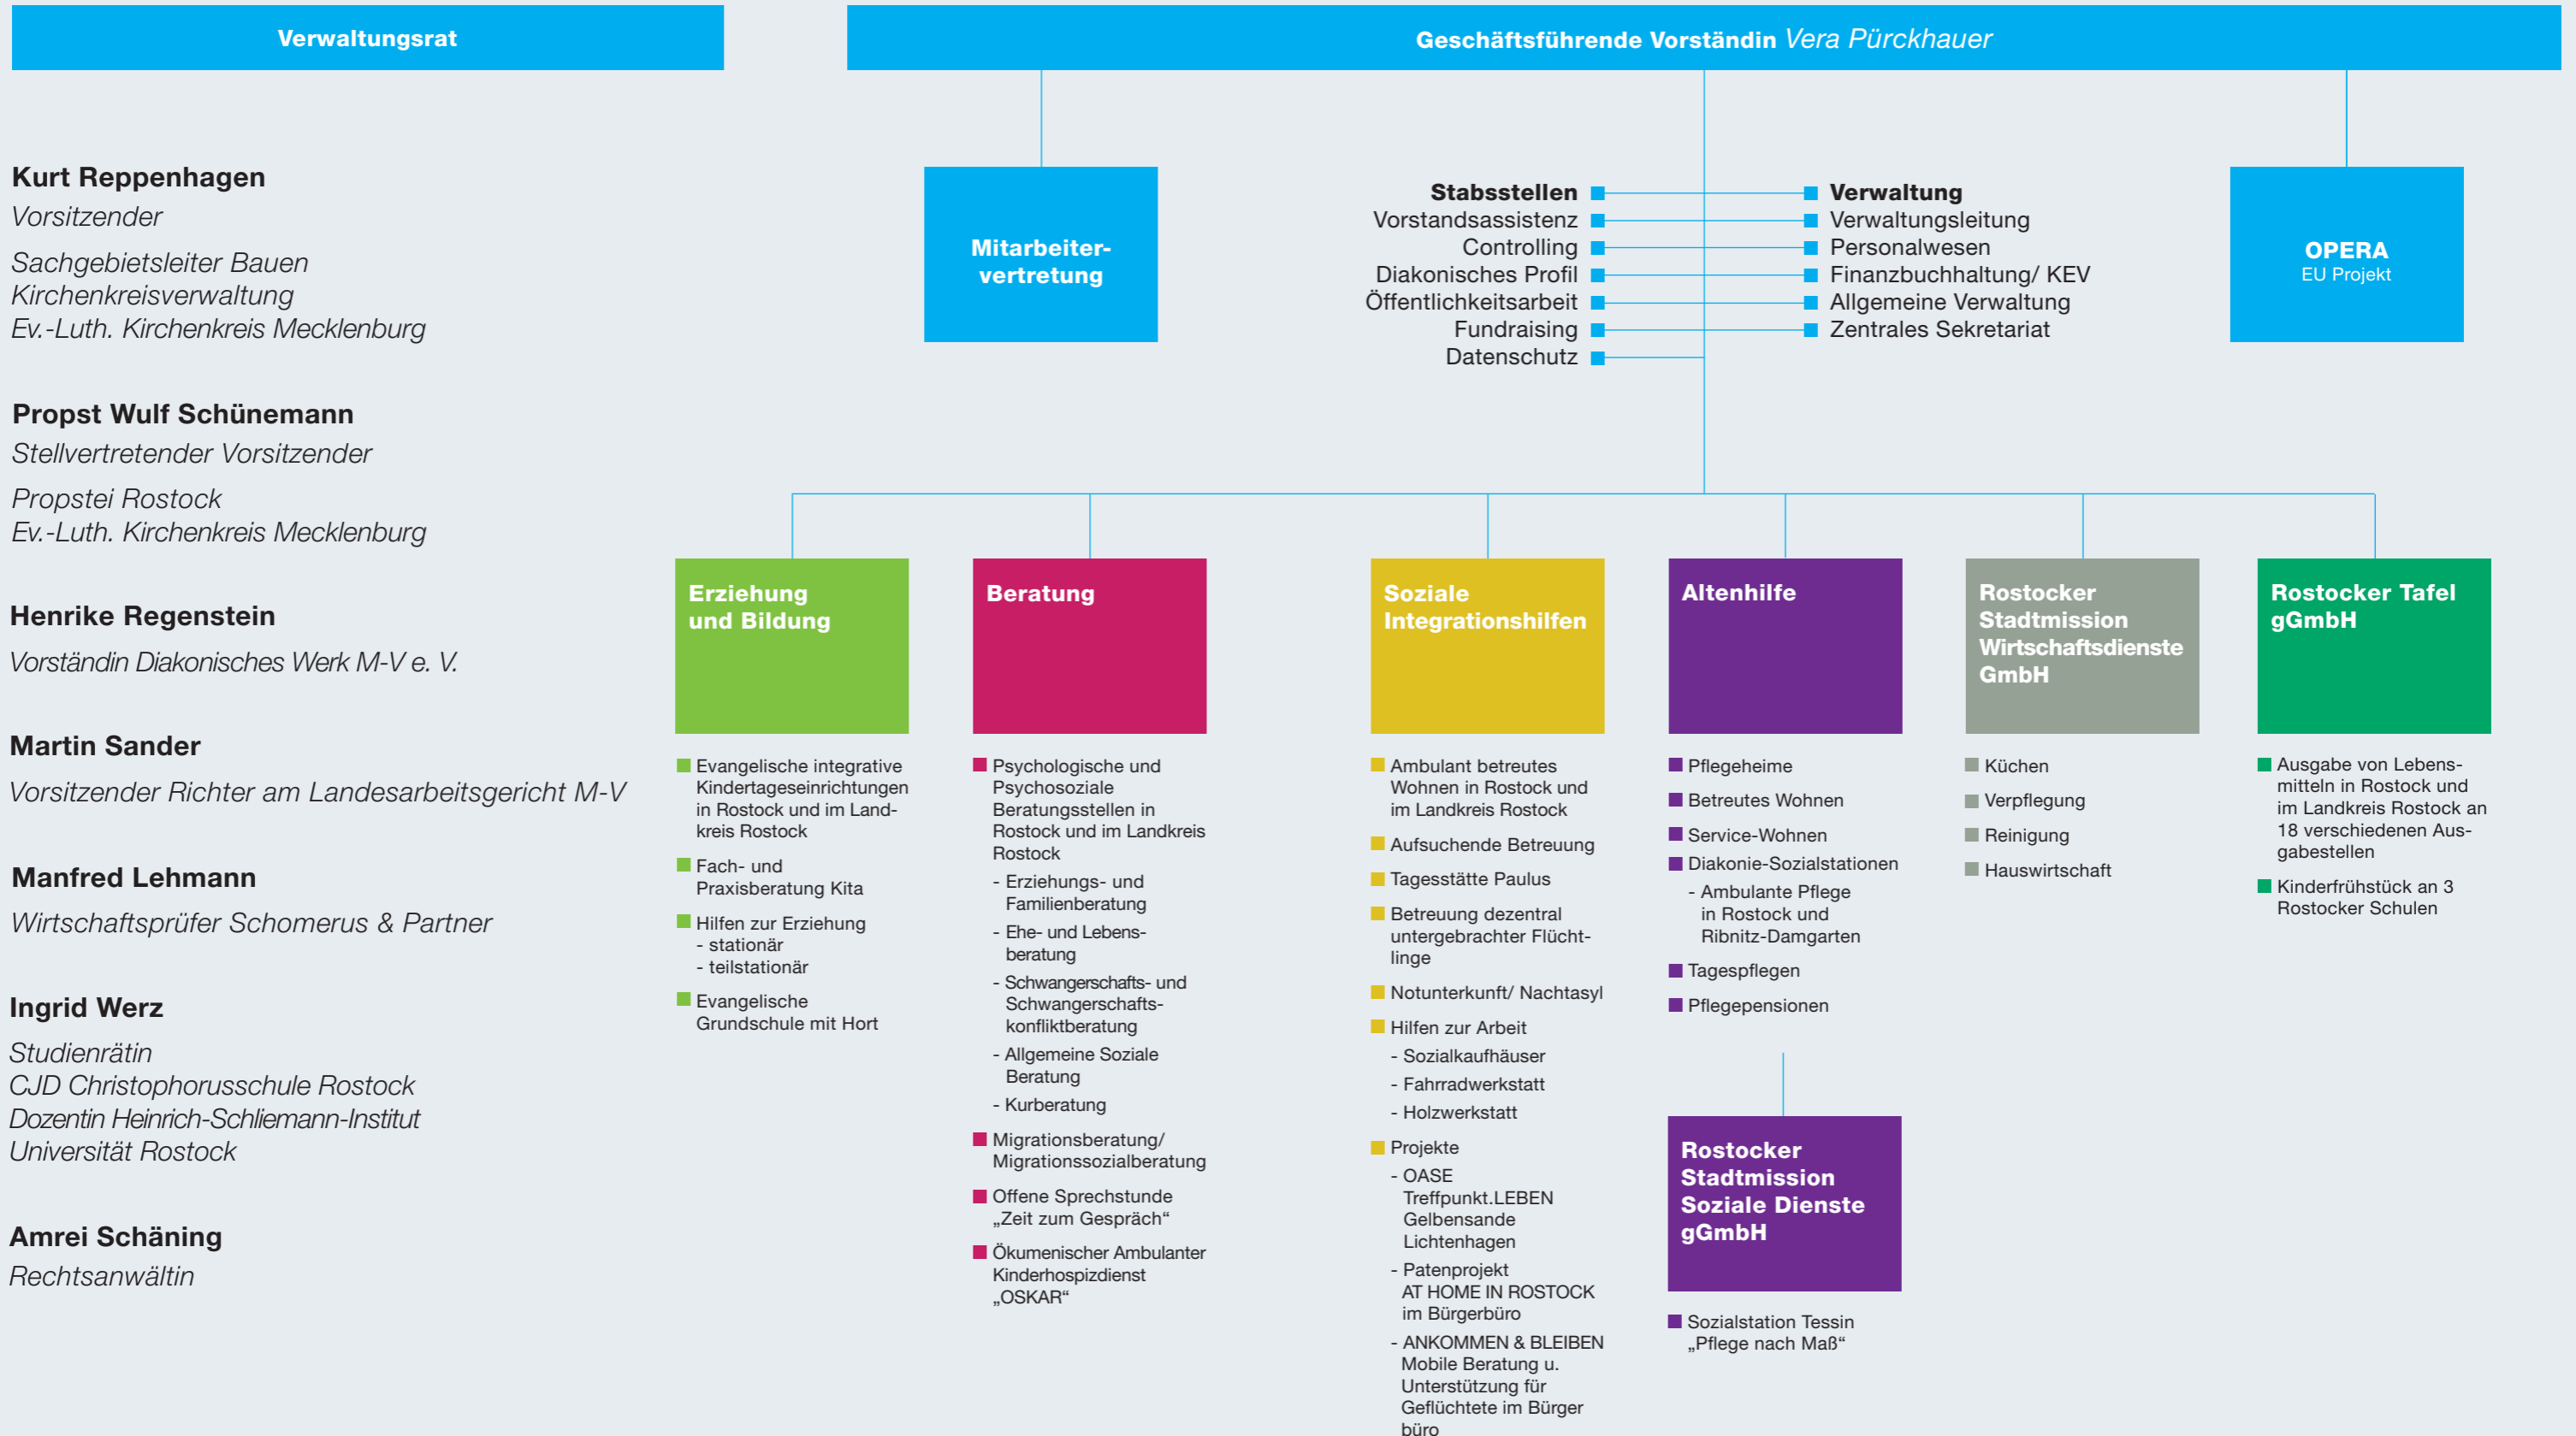 Verwaltungsrat
Geschäftsführende Vorständin Vera Pürckhauer
Kurt Reppenhagen
Vorsitzender
Sachgebietsleiter Bauen
Kirchenkreisverwaltung
Ev.-Luth. Kirchenkreis Mecklenburg
Propst Wulf Schünemann
Stellvertretender Vorsitzender
Propstei Rostock
Ev.-Luth. Kirchenkreis Mecklenburg
Henrike Regenstein
Vorständin Diakonisches Werk M-V e. V.
Martin Sander
Vorsitzender Richter am Landesarbeitsgericht M-V
Manfred Lehmann
Wirtschaftsprüfer Schomerus & Partner
Ingrid Werz
Studienrätin
CJD Christophorusschule Rostock
Dozentin Heinrich-Schliemann-Institut
Universität Rostock
Amrei Schäning
Rechtsanwältin
Mitarbeiter-
vertretung
Stabsstellen
Vorstandsassistenz
Controlling
Diakonisches Profil
Öffentlichkeitsarbeit
Fundraising
Datenschutz
Verwaltung
Verwaltungsleitung
Personalwesen
Finanzbuchhaltung/ KEV
Allgemeine Verwaltung
Zentrales Sekretariat
OPERA
EU Projekt
Erziehung
und Bildung
Evangelische integrative
Kindertageseinrichtungen
in Rostock und im Land-
kreis Rostock
Fach- und
Praxisberatung Kita
Hilfen zur Erziehung
- stationär
- teilstationär
Evangelische
Grundschule mit Hort
Beratung
Psychologische und
Psychosoziale
Beratungsstellen in
Rostock und im Landkreis
Rostock
- Erziehungs- und
Familienberatung
- Ehe- und Lebens-
beratung
- Schwangerschafts- und
Schwangerschafts-
konfliktberatung
- Allgemeine Soziale
Beratung
- Kurberatung
Migrationsberatung/
Migrationssozialberatung
Offene Sprechstunde
„Zeit zum Gespräch“
Ökumenischer Ambulanter
Kinderhospizdienst
„OSKAR“
Soziale
Integrationshilfen
Ambulant betreutes
Wohnen in Rostock und
im Landkreis Rostock
Aufsuchende Betreuung
Tagesstätte Paulus
Betreuung dezentral
untergebrachter Flücht-
linge
Notunterkunft/ Nachtasyl
Hilfen zur Arbeit
- Sozialkaufhäuser
- Fahrradwerkstatt
- Holzwerkstatt
Projekte
- OASE
Treffpunkt.LEBEN
Gelbensande
Lichtenhagen
- Patenprojekt
AT HOME IN ROSTOCK
im Bürgerbüro
- ANKOMMEN & BLEIBEN
Mobile Beratung u.
Unterstützung für
Geflüchtete im Bürger
büro
Altenhilfe
Pflegeheime
Betreutes Wohnen
Service-Wohnen
Diakonie-Sozialstationen
- Ambulante Pflege
in Rostock und
Ribnitz-Damgarten
Tagespflegen
Pflegepensionen
Rostocker
Stadtmission
Soziale Dienste
gGmbH
Sozialstation Tessin
„Pflege nach Maß“
Rostocker
Stadtmission
Wirtschaftsdienste
GmbH
Küchen
Verpflegung
Reinigung
Hauswirtschaft
Rostocker Tafel
gGmbH
Ausgabe von Lebens-
mitteln in Rostock und
im Landkreis Rostock an
18 verschiedenen Aus-
gabestellen
Kinderfrühstück an 3
Rostocker Schulen